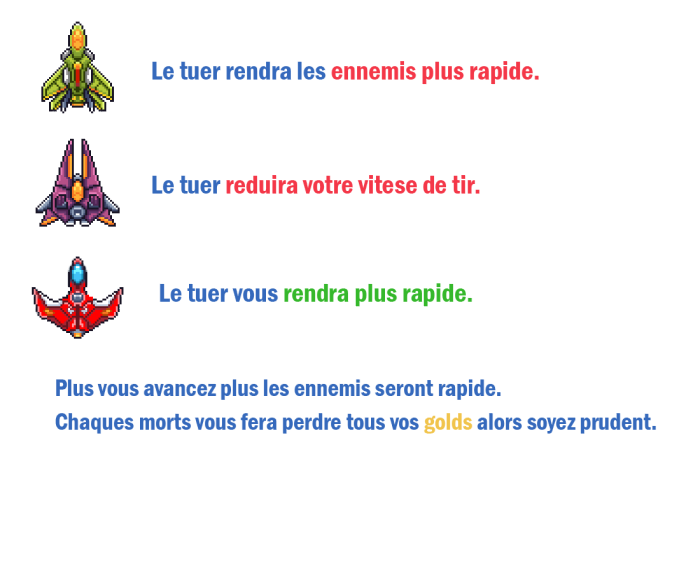 Le tuer rendra les ennemis plus rapide.
Le tuer reduira votre vitese de tir.
Le tuer vous rendra plus rapide.
Plus vous avancez plus les ennemis seront rapide.
Chaques morts vous fera perdre tous vos golds alors soyez prudent.